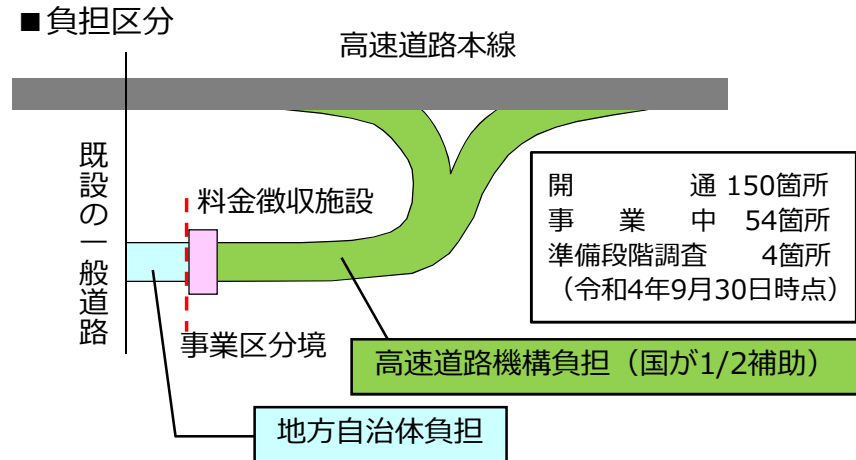 ■負担区分
高速道路本線
既設の一般道路
料金徴収施設
開　　　通 150箇所
事　業　中 54箇所
準備段階調査 4箇所
（令和4年9月30日時点）
事業区分境
高速道路機構負担（国が1/2補助）
地方自治体負担